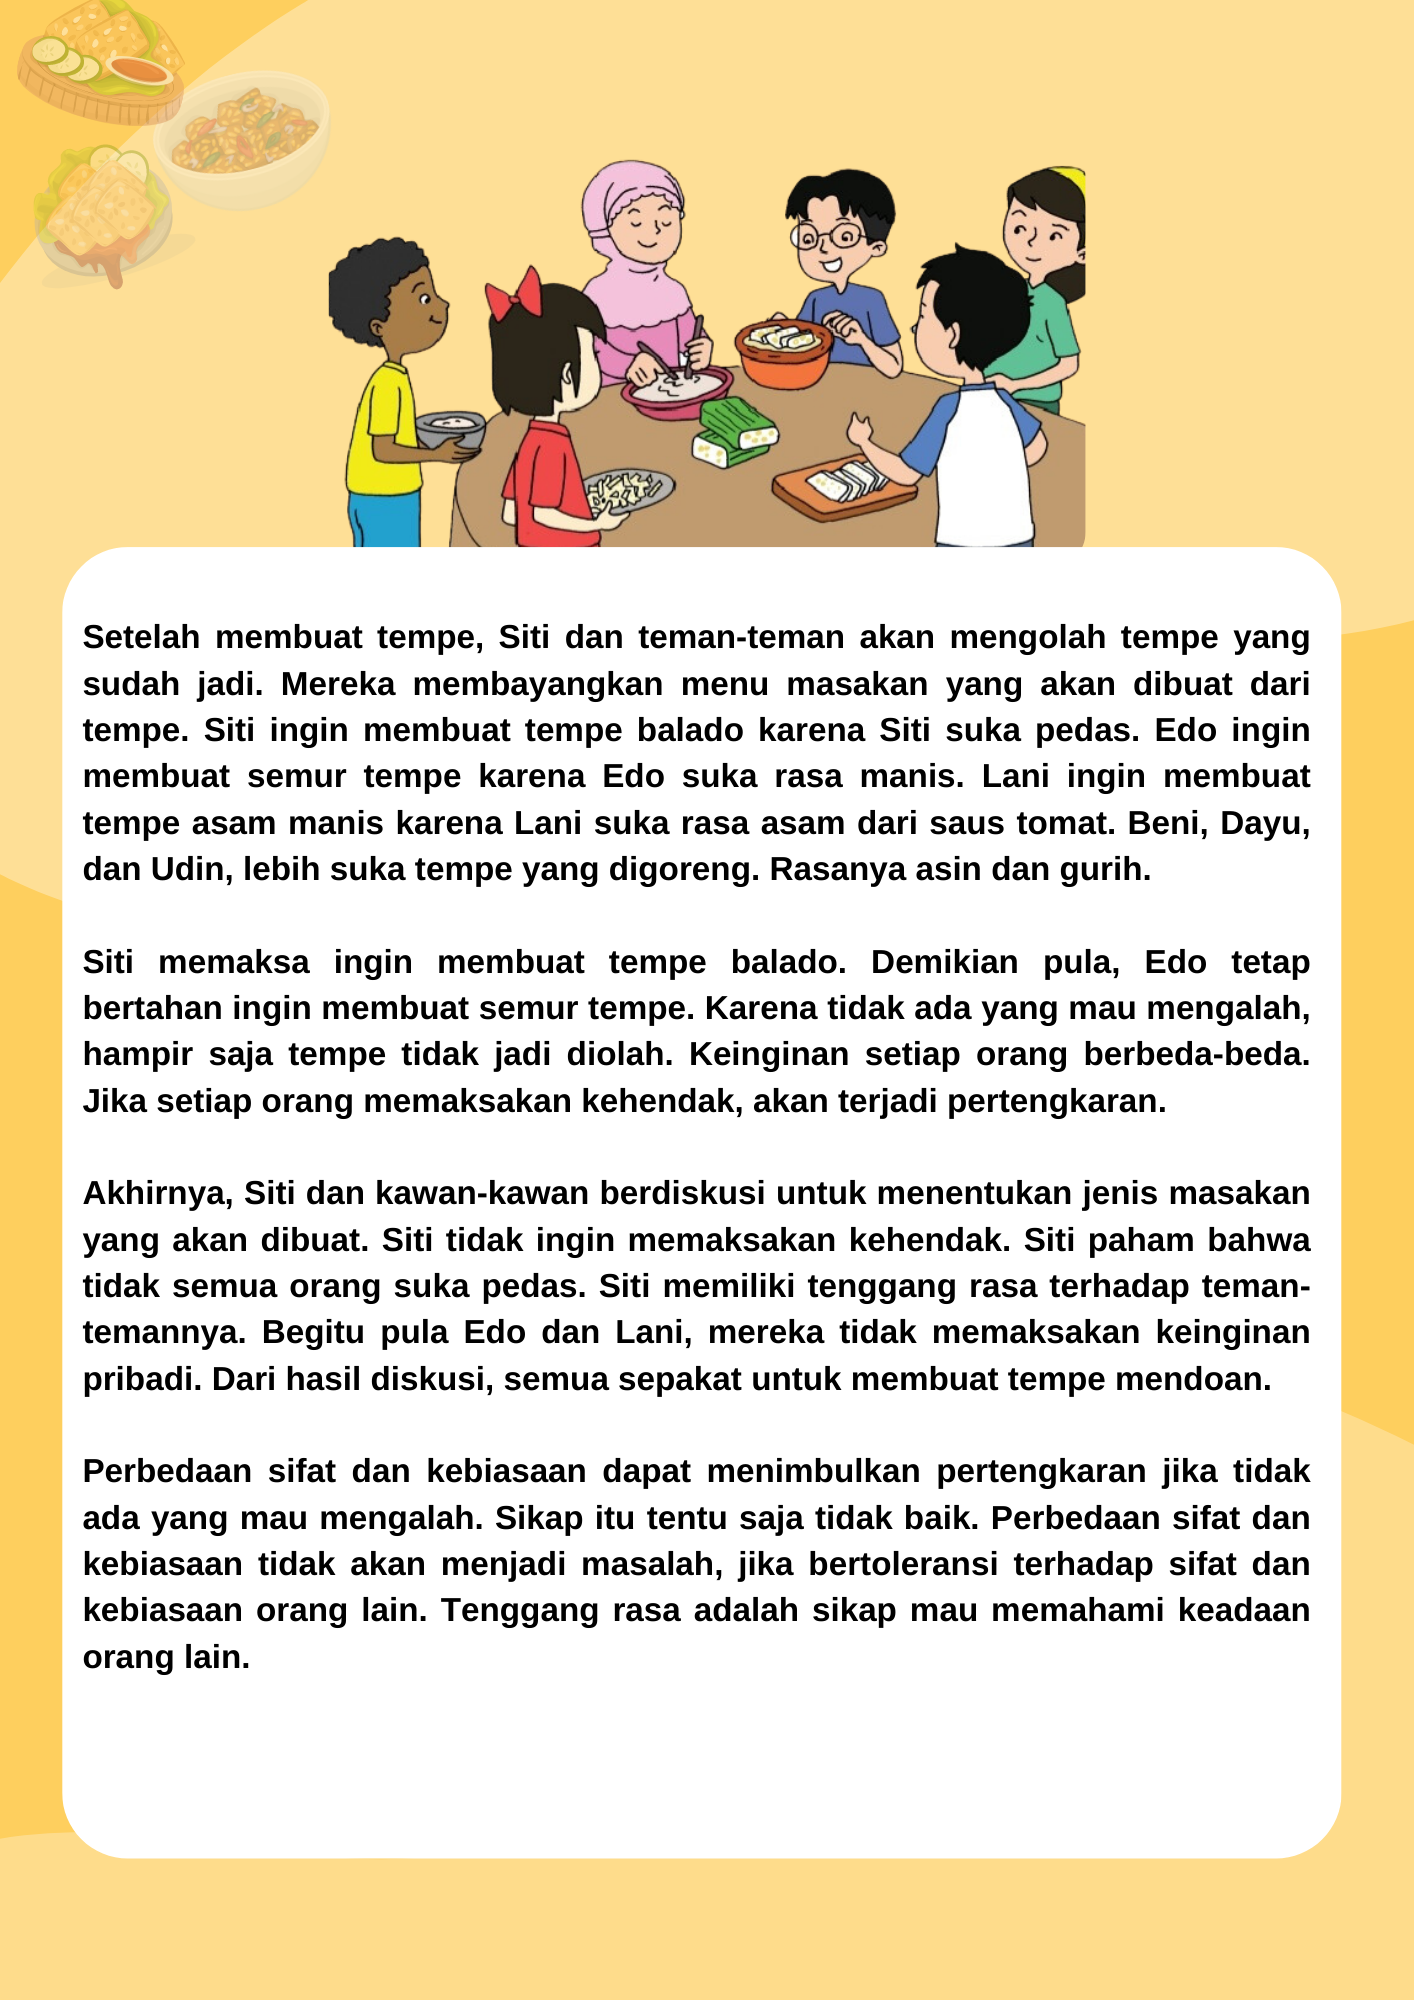 Setelah membuat tempe, Siti dan teman-teman akan mengolah tempe yang
sudah jadi. Mereka membayangkan menu masakan yang akan dibuat dari
tempe. Siti ingin membuat tempe balado karena Siti suka pedas. Edo ingin
membuat semur tempe karena Edo suka rasa manis. Lani ingin membuat
tempe asam manis karena Lani suka rasa asam dari saus tomat. Beni, Dayu,
dan Udin, lebih suka tempe yang digoreng. Rasanya asin dan gurih.
Siti memaksa ingin membuat tempe balado. Demikian pula, Edo tetap
bertahan ingin membuat semur tempe. Karena tidak ada yang mau mengalah,
hampir saja tempe tidak jadi diolah. Keinginan setiap orang berbeda-beda.
Jika setiap orang memaksakan kehendak, akan terjadi pertengkaran.
Akhirnya, Siti dan kawan-kawan berdiskusi untuk menentukan jenis masakan
yang akan dibuat. Siti tidak ingin memaksakan kehendak. Siti paham bahwa
tidak semua orang suka pedas. Siti memiliki tenggang rasa terhadap teman-
temannya. Begitu pula Edo dan Lani, mereka tidak memaksakan keinginan
pribadi. Dari hasil diskusi, semua sepakat untuk membuat tempe mendoan.
Perbedaan sifat dan kebiasaan dapat menimbulkan pertengkaran jika tidak
ada yang mau mengalah. Sikap itu tentu saja tidak baik. Perbedaan sifat dan
kebiasaan tidak akan menjadi masalah, jika bertoleransi terhadap sifat dan
kebiasaan orang lain. Tenggang rasa adalah sikap mau memahami keadaan
orang lain.